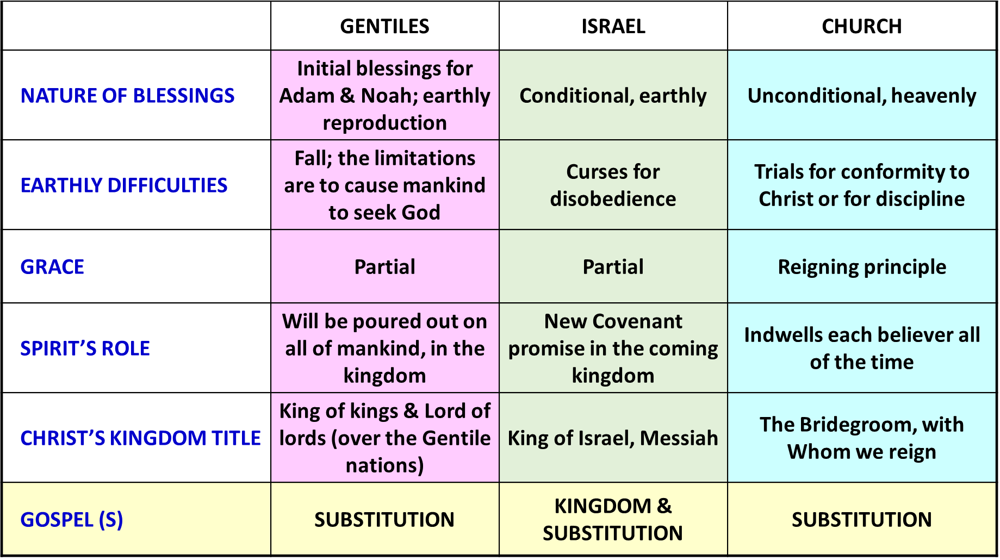 GENTILES
ISRAEL
CHURCH
NATURE OF BLESSINGS
Initial blessings for
Adam & Noah; earthly
reproduction
Conditional, earthly
Unconditional, heavenly
EARTHLY DIFFICULTIES
Fall; the limitations
are to cause mankind
to seek God
Curses for
disobedience
Trials for conformity to
Christ or for discipline
GRACE
Partial
Partial
Reigning principle
SPIRIT’S ROLE
Will be poured out on
all of mankind, in the
kingdom
New Covenant
promise in the coming
kingdom
Indwells each believer all
of the time
CHRIST’S KINGDOM TITLE
King of kings & Lord of
lords (over the Gentile
nations)
King of Israel, Messiah
The Bridegroom, with
Whom we reign
GOSPEL (S)
SUBSTITUTION
KINGDOM &
SUBSTITUTION
SUBSTITUTION